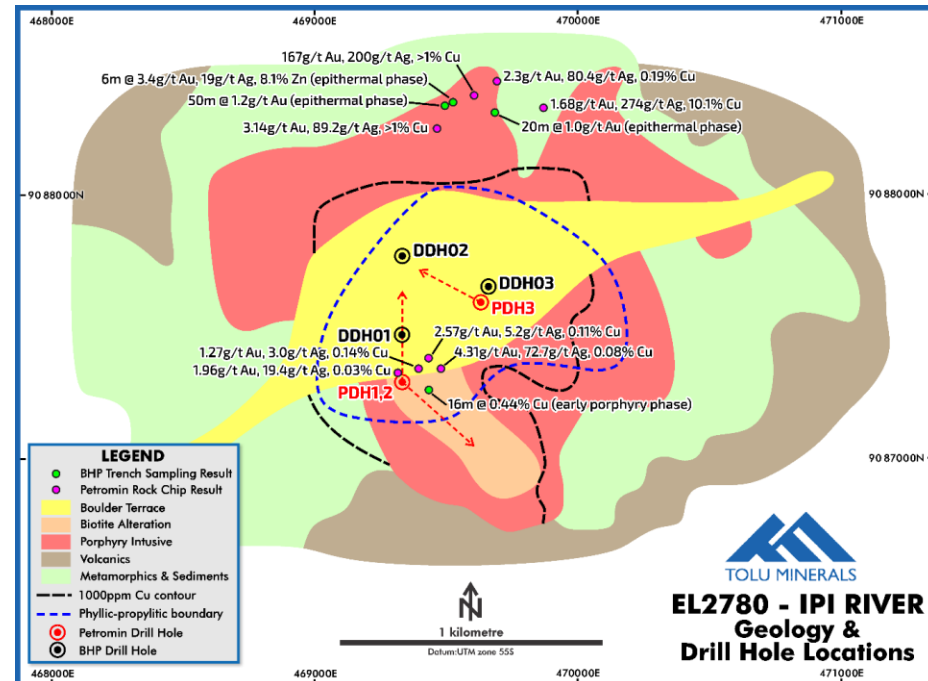 468000E
469000E
470000E
471000E
167g/t Au, 200g/t Ag, >1% Cu
6m @ 3.4g/t Au, 19g/t Ag, 8.1% Zn (epithermal phase)
2.3g/t Au, 80.4g/t Ag, 0.19% Cu
50m @ 1.2g/t Au (epithermal phase)
1.68g/t Au, 274g/t Ag, 10.1% Cu
3.14g/t Au, 89.2g/t Ag, >1% Cu
20m @ 1.0g/t Au (epithermal phase)
9088000N
9088000N
DDH02
DDH03
PDH3
DDH01
2.57g/t Au, 5.2g/t Ag, 0.11% Cu
1.27g/t Au, 3.0g/t Ag, 0.14% Cu
4.31g/t Au, 72.7g/t Ag, 0.08% Cu
1.96g/t Au, 19.4g/t Ag, 0.03% Cu
PDH1,2
16m @ 0.44% Cu (early porphyry phase)
9087000N
LEGEND
BHP Trench Sampling Result
Petromin Rock Chip Result
Boulder Terrace
Biotite Alteration
Porphyry Intrusive
Volcanics
Metamorphics & Sediments
1000ppm Cu contour
Phyllic-propylitic boundary
Petromin Drill Hole
BHP Drill Hole
N
1 kilometre
Datum:UTM zone 55S
TOLU MINERALS
EL2780 - IPI RIVER
Geology &
Drill Hole Locations
468000E
469000E
470000E
471000E